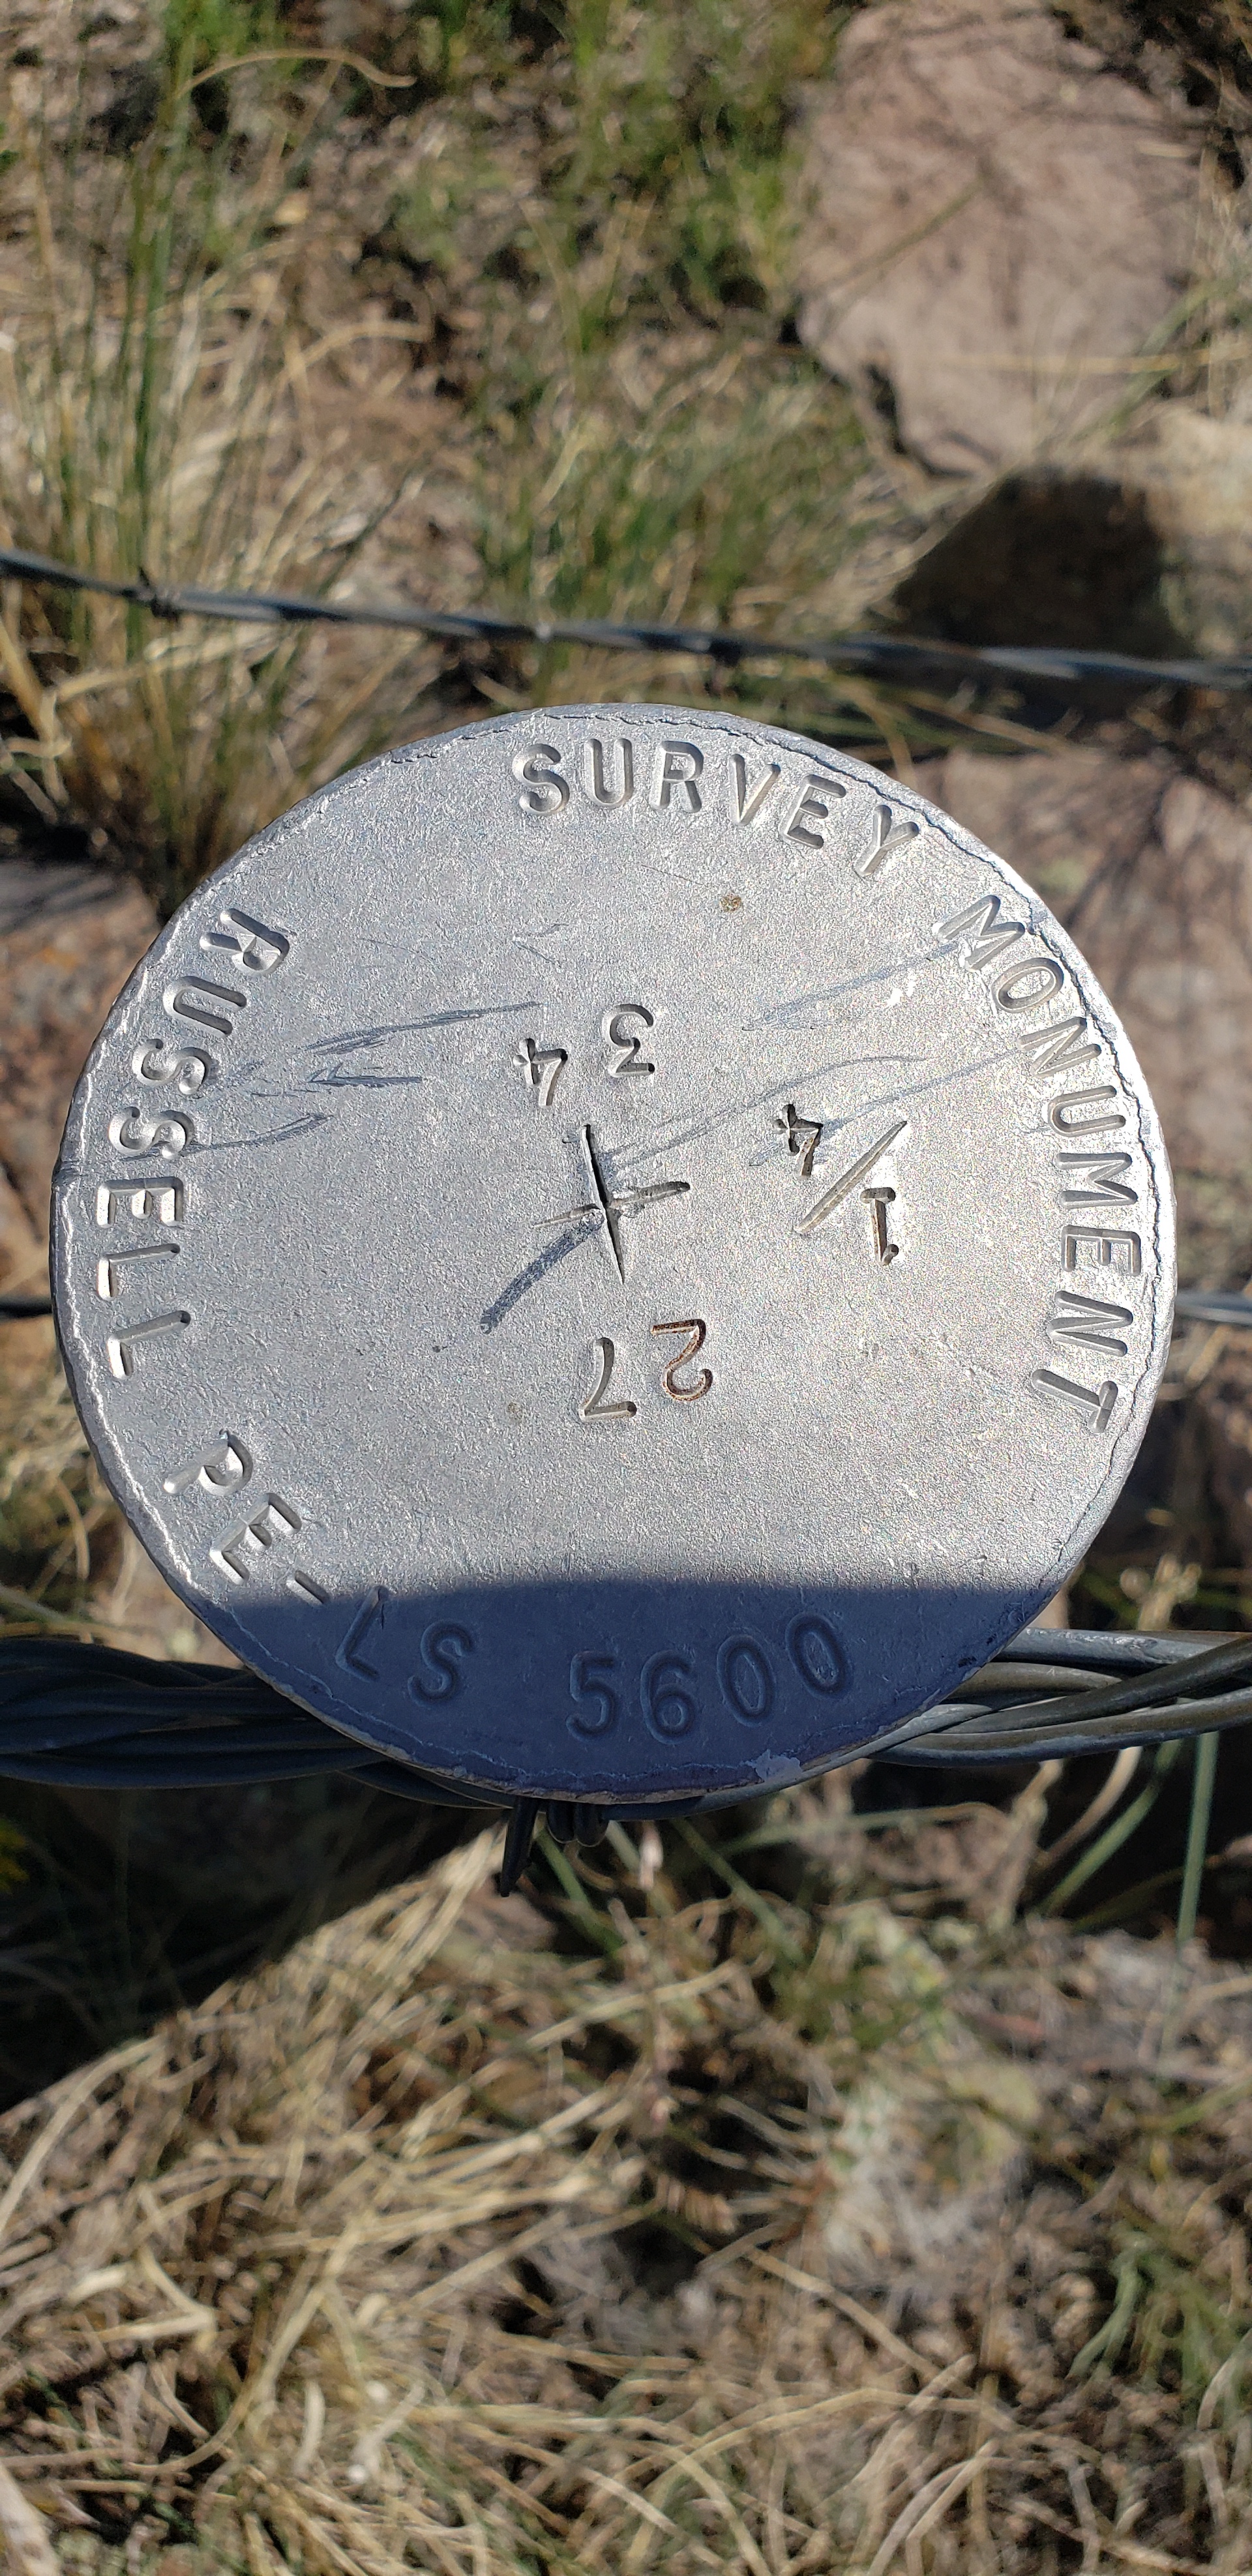 SURVEY MONUMENT
RUSSELL PE-LS 5600
1/4
27
34